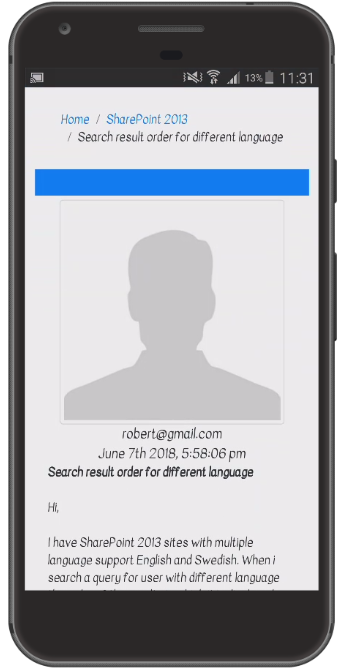 13% 11:31
Home / SharePoint 2013
/ Search result order for different language
robert@gmail.com
June 7th 2018, 5:58:06 pm
Search result order for different language
Hi,
I have SharePoint 2013 sites with multiple
language support English and Swedish. When i
search a query for user with different language